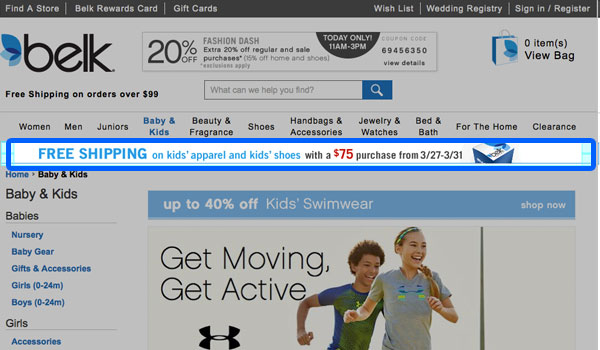 Find A Store | Belk Rewards Card | Gift Cards
Wish List | Wedding Registry | Sign in / Register
belk
20%
OFF
FASHION DASH
Extra 20% off regular and sale
purchases* (15% off home and shoes)
*exclusions apply
TODAY ONLY!
11AM-3PM
COUPON CODE
69456350
view details
0 item(s)
View Bag
Free Shipping on orders over $99
What can we help you find?
Women
Men
Juniors
Baby &
Kids
Beauty &
Fragrance
Shoes
Handbags &
Accessories
Jewelry &
Watches
Bed &
Bath
For The Home
Clearance
FREE SHIPPING on kids' apparel and kids' shoes with a $75 purchase from 3/27-3/31
Home › Baby & Kids
Baby & Kids
Babies
Nursery
Baby Gear
Gifts & Accessories
Girls (0-24m)
Boys (0-24m)
Girls
Accessories
up to 40% off Kids' Swimwear
shop now
Get Moving,
Get Active